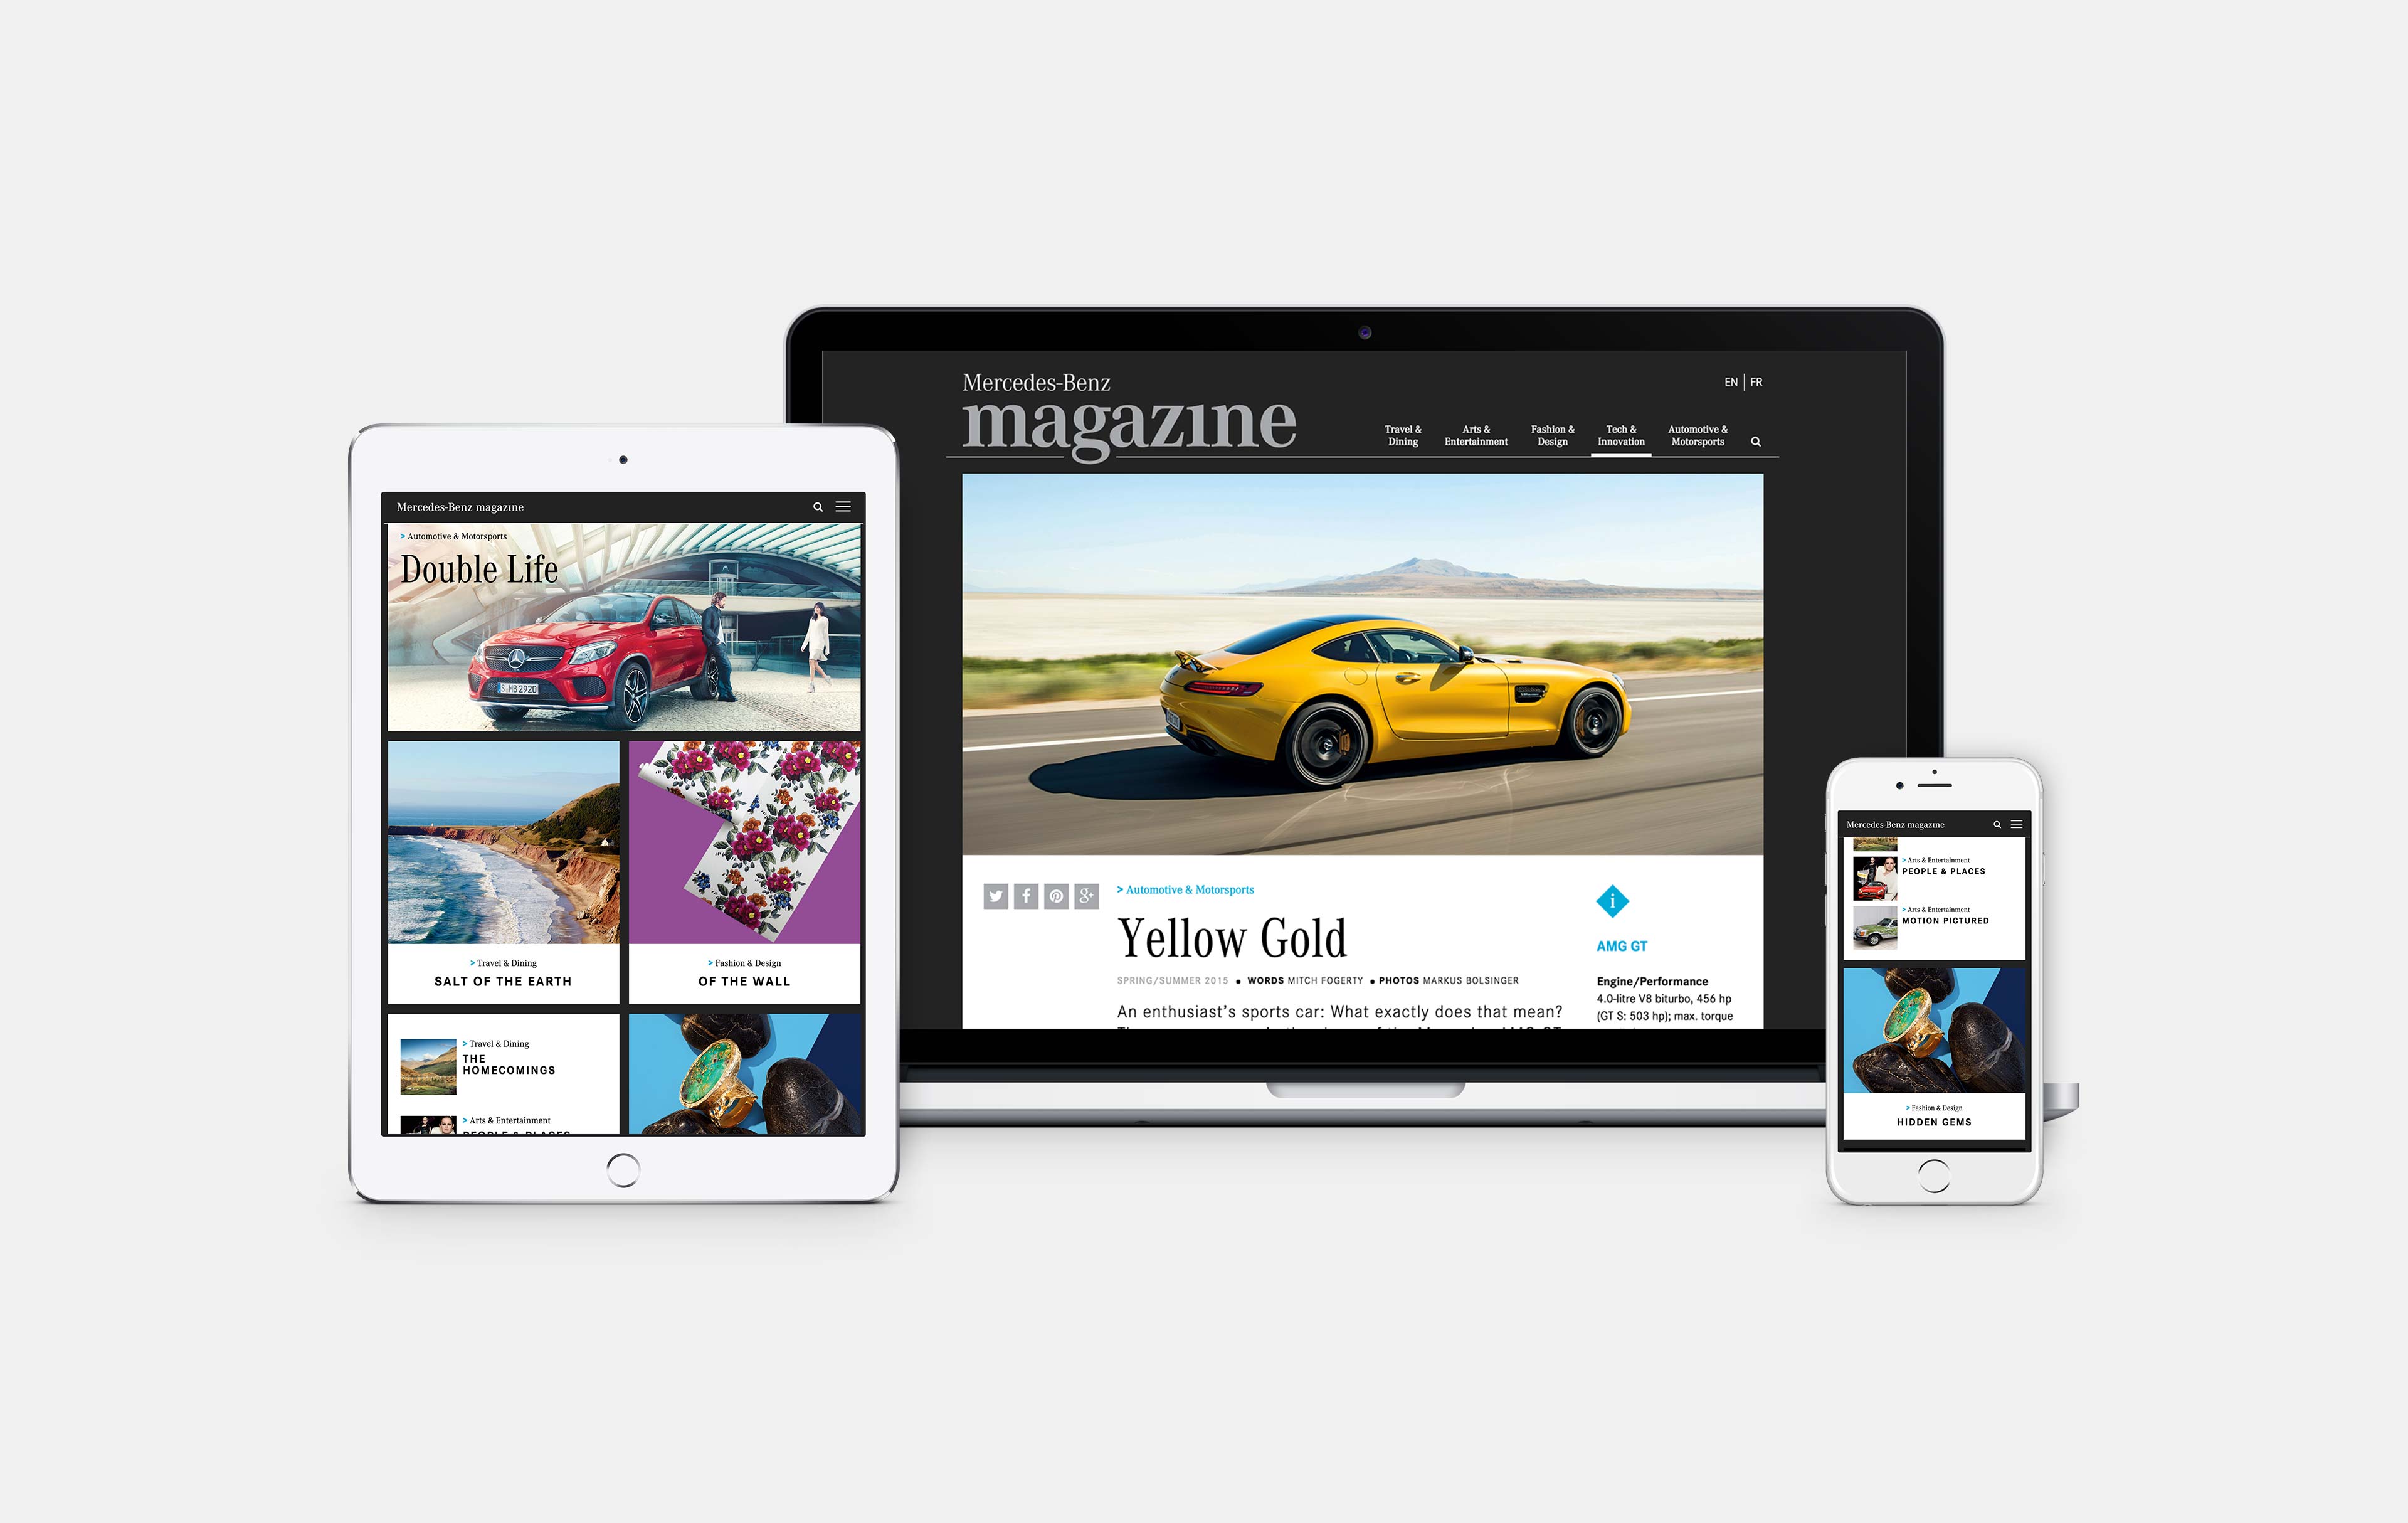 Mercedes-Benz
magazine
EN | FR
Travel &
Dining
Arts &
Entertainment
Fashion &
Design
Tech &
Innovation
Automotive &
Motorsports
> Automotive & Motorsports
Yellow Gold
SPRING/SUMMER 2015 • WORDS MITCH FOGERTY • PHOTOS MARKUS BOLSINGER
An enthusiast's sports car: What exactly does that mean?
i
AMG GT
Engine/Performance
4.0-litre V8 biturbo, 456 hp
(GT S: 503 hp); max. torque
Mercedes-Benz magazine
> Automotive & Motorsports
Double Life
S MB 2920
> Travel & Dining
SALT OF THE EARTH
> Fashion & Design
OF THE WALL
> Travel & Dining
THE
HOMECOMINGS
> Arts & Entertainment
PEOPLE & PLACES
Mercedes-Benz magazine
> Arts & Entertainment
PEOPLE & PLACES
> Arts & Entertainment
MOTION PICTURED
> Fashion & Design
HIDDEN GEMS